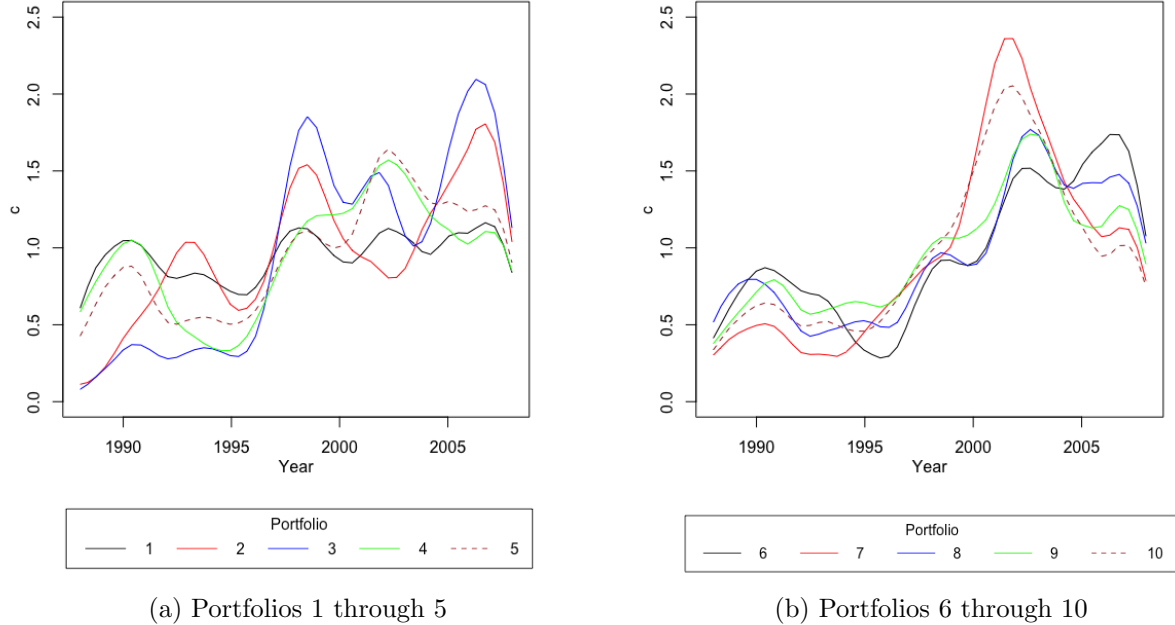 2.5
2.0
1.5
1.0
0.5
0.0
c
1990 1995 2000 2005
Year
Portfolio
1 2 3 4 5
(a) Portfolios 1 through 5
2.5
2.0
1.5
1.0
0.5
0.0
c
1990 1995 2000 2005
Year
Portfolio
6 7 8 9 10
(b) Portfolios 6 through 10